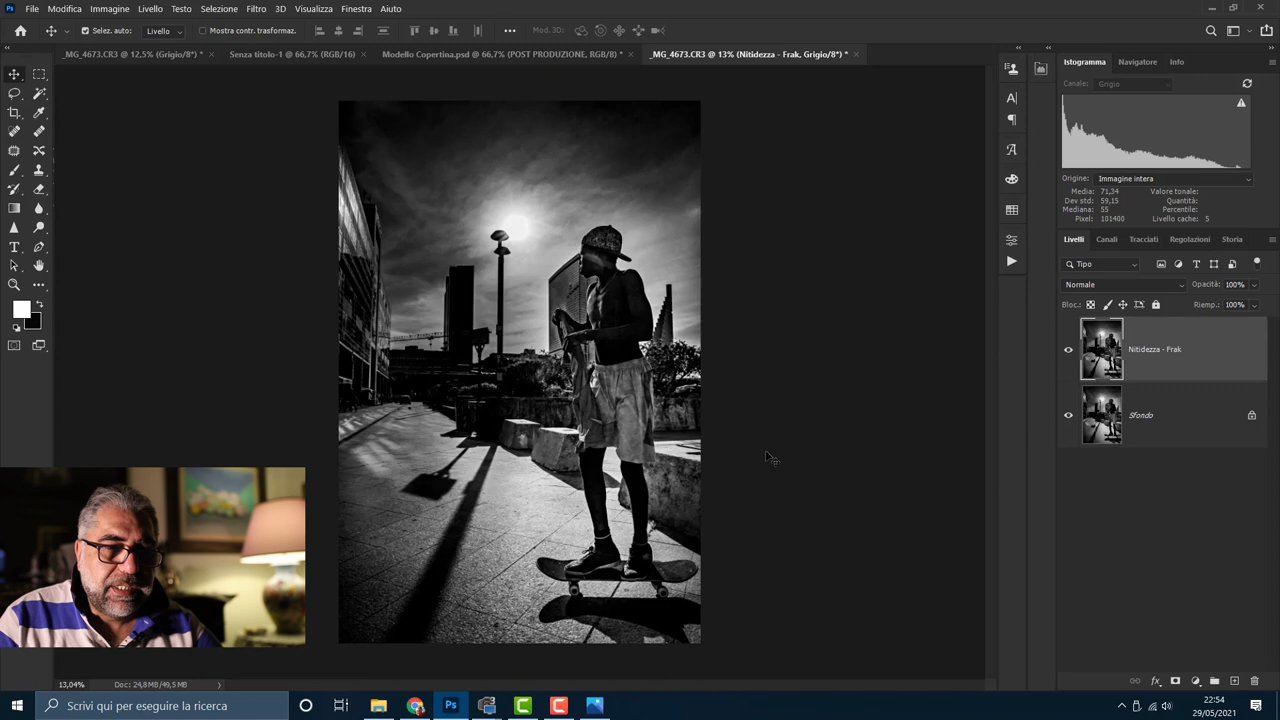 Ps File Modifica Immagine Livello Testo Selezione Filtro 3D Visualizza Finestra Aiuto
Selez. auto: Livello Mostra contr. trasformaz. Mod. 3D:
_MG_4673.CR3 @ 12,5% (Grigio/8*) * Senza titolo-1 @ 66,7% (RGB/16) Modello Copertina.psd @ 66,7% (POST PRODUZIONE, RGB/8) * _MG_4673.CR3 @ 13% (Nitidezza - Frak, Grigio/8*) *
Istogramma Navigatore Info
Canale: Grigio
Origine: Immagine intera
Media: 71,34 Valore tonale:
Dev std: 59,15 Quantità:
Mediana: 55 Percentile:
Pixel: 101400 Livello cache: 5
Livelli Canali Tracciati Regolazioni Storia
Tipo
Normale Opacità: 100%
Bloc.: Riemp.: 100%
Nitidezza - Frak
Sfondo
13,04% Doc: 24,8MB/49,5MB
Scrivi qui per eseguire la ricerca
Ps
22:54
29/05/2021